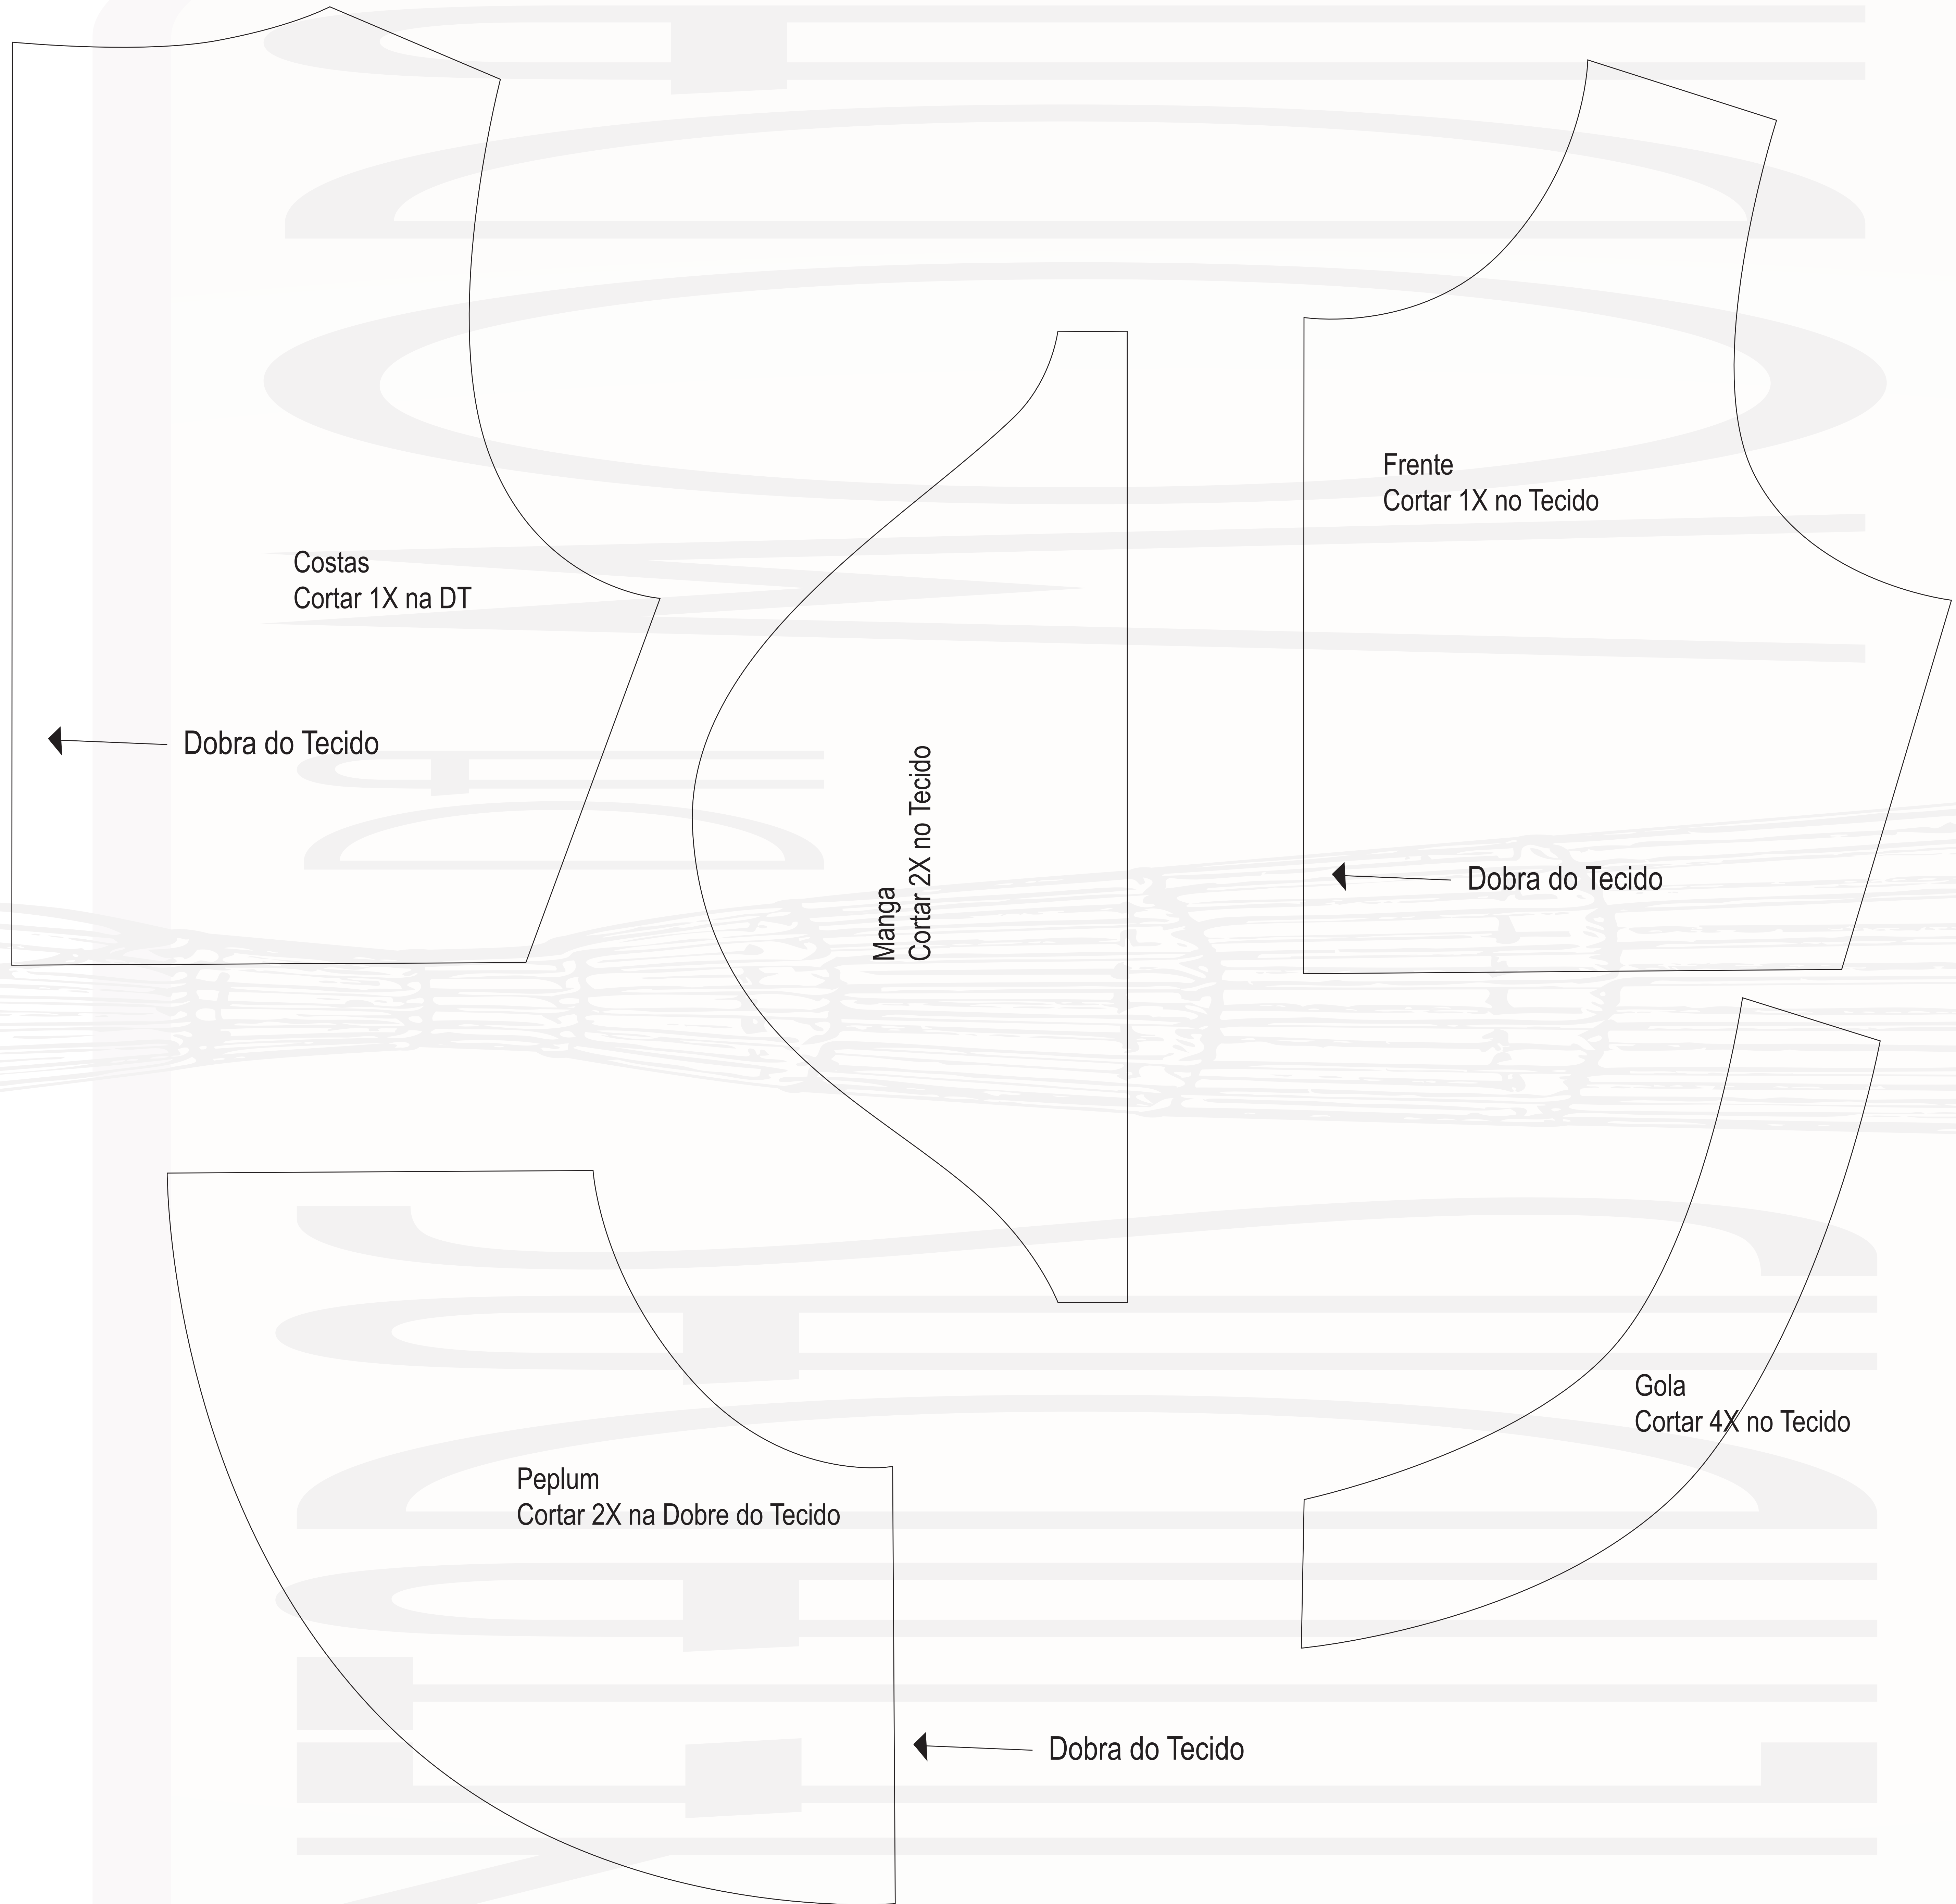 Frente
Cortar 1X no Tecido
Costas
Cortar 1X na DT
Dobra do Tecido
Manga
Cortar 2X no Tecido
Dobra do Tecido
Gola
Cortar 4X no Tecido
Peplum
Cortar 2X na Dobre do Tecido
Dobra do Tecido